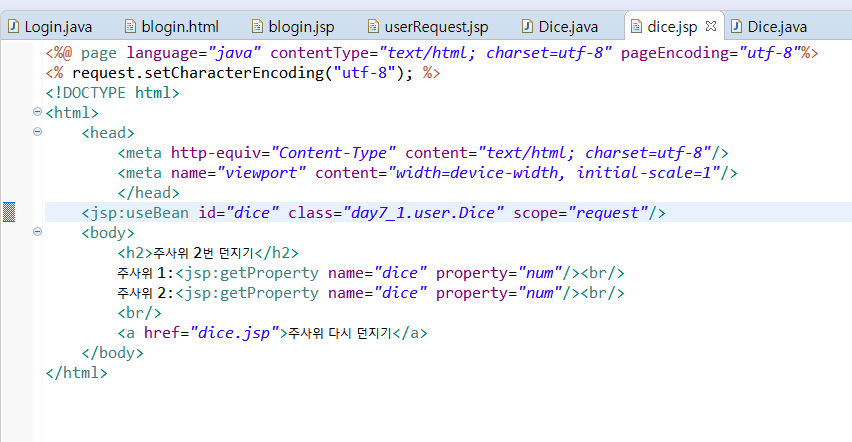 Login.java blogin.html blogin.jsp userRequest.jsp Dice.java dice.jsp Dice.java
<%@ page language="java" contentType="text/html; charset=utf-8" pageEncoding="utf-8"%>
<% request.setCharacterEncoding("utf-8"); %>
<!DOCTYPE html>
<html>
<head>
<meta http-equiv="Content-Type" content="text/html; charset=utf-8"/>
<meta name="viewport" content="width=device-width, initial-scale=1"/>
</head>
<jsp:useBean id="dice" class="day7_1.user.Dice" scope="request"/>
<body>
<h2>주사위 2번 던지기</h2>
주사위 1:<jsp:getProperty name="dice" property="num"/><br/>
주사위 2:<jsp:getProperty name="dice" property="num"/><br/>
<br/>
<a href="dice.jsp">주사위 다시 던지기</a>
</body>
</html>